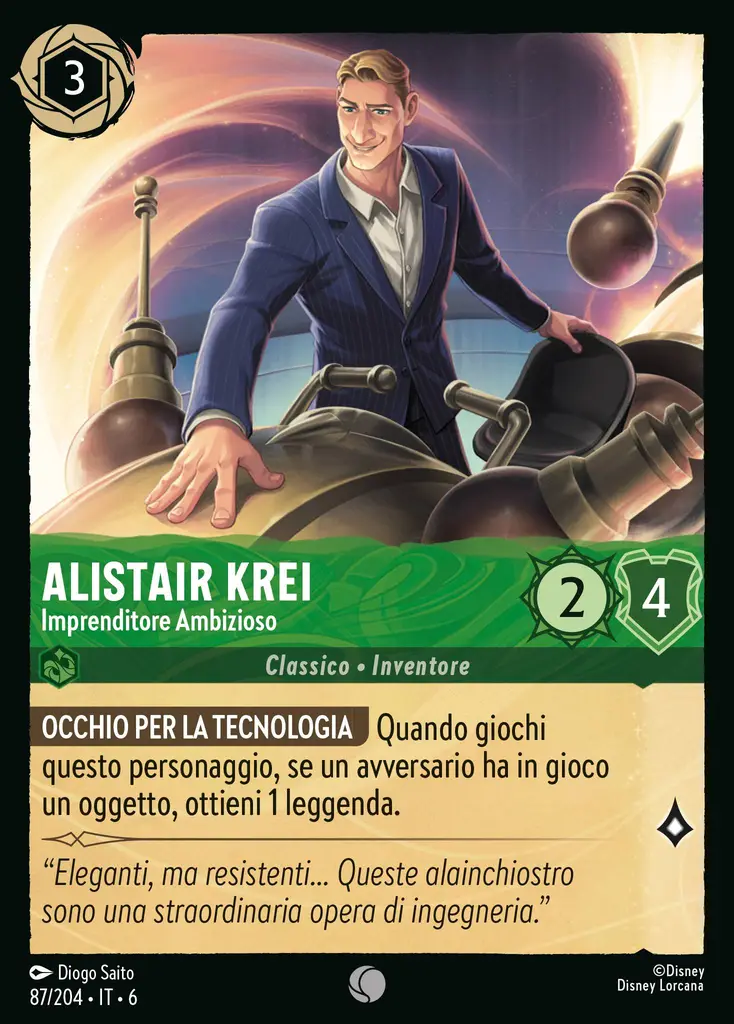 3
ALISTAIR KREI
Imprenditore Ambizioso
2
4
Classico • Inventore
OCCHIO PER LA TECNOLOGIA Quando giochi
questo personaggio, se un avversario ha in gioco
un oggetto, ottieni 1 leggenda.
“Eleganti, ma resistenti... Queste alainchiostro
sono una straordinaria opera di ingegneria.”
Diogo Saito
87/204 • IT • 6
©Disney
Disney Lorcana